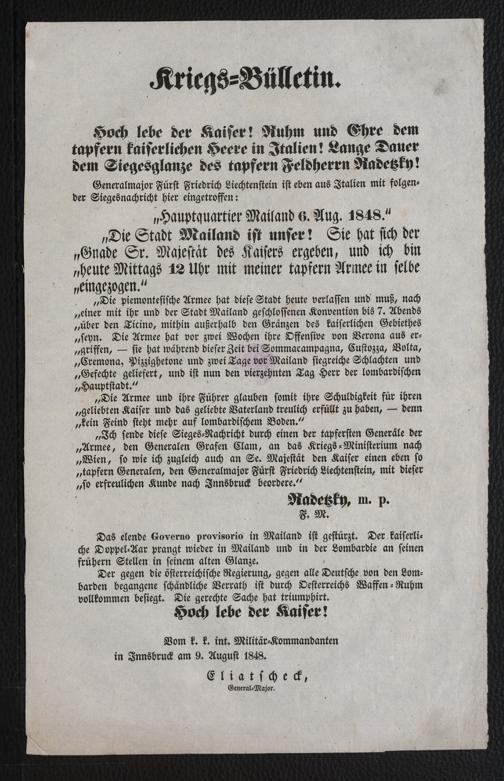 Kriegs=Bülletin.
Hoch lebe der Kaiser! Ruhm und Ehre dem
tapfern kaiserlichen Heere in Italien! Lange Dauer
dem Siegesglanze des tapfern Feldherrn Radetzky!
Generalmajor Fürst Friedrich Liechtenstein ist eben aus Italien mit folgen=
der Siegesnachricht hier eingetroffen:
„Hauptquartier Mailand 6. Aug. 1848."
„Die Stadt Mailand ist unser! Sie hat sich der
„Gnade Sr. Majestät des Kaisers ergeben, und ich bin
„heute Mittags 12 Uhr mit meiner tapfern Armee in selbe
„eingezogen."
„Die piemontesische Armee hat diese Stadt heute verlassen und muß, nach
„einer mit ihr und der Stadt Mailand geschlossenen Konvention bis 7. Abends
„über den Ticino, mithin außerhalb den Gränzen des kaiserlichen Gebiethes
„seyn. Die Armee hat vor zwei Wochen ihre Offensive von Verona aus er=
„griffen, — sie hat während dieser Zeit bei Sommacampagna, Custozza, Volta,
„Cremona, Pizzighetone und zwei Tage vor Mailand siegreiche Schlachten und
„Gefechte geliefert, und ist nun den vierzehnten Tag Herr der lombardischen
„Hauptstadt."
„Die Armee und ihre Führer glauben somit ihre Schuldigkeit für ihren
„geliebten Kaiser und das geliebte Vaterland treulich erfüllt zu haben, — denn
„kein Feind steht mehr auf lombardischem Boden."
„Ich sende diese Sieges=Nachricht durch einen der tapfersten Generäle der
„Armee, den Generalen Grafen Clam, an das Kriegs=Ministerium nach
„Wien, so wie ich zugleich auch an Se. Majestät den Kaiser einen eben so
„tapfern Generalen, den Generalmajor Fürst Friedrich Liechtenstein, mit dieser
„so erfreulichen Kunde nach Innsbruck beordere."
Radetzky, m. p.
F. M.
Das elende Governo provisorio in Mailand ist gestürzt. Der kaiserli=
che Doppel=Aar prangt wieder in Mailand und in der Lombardie an seinen
frühern Stellen in seinem alten Glanze.
Der gegen die österreichische Regierung, gegen alle Deutsche von den Lom=
barden begangene schändliche Verrath ist durch Oesterreichs Waffen=Ruhm
vollkommen besiegt. Die gerechte Sache hat triumphirt.
Hoch lebe der Kaiser!
Vom k. k. int. Militär=Kommandanten
in Innsbruck am 9. August 1848.
Eliatscheck,
General=Major.